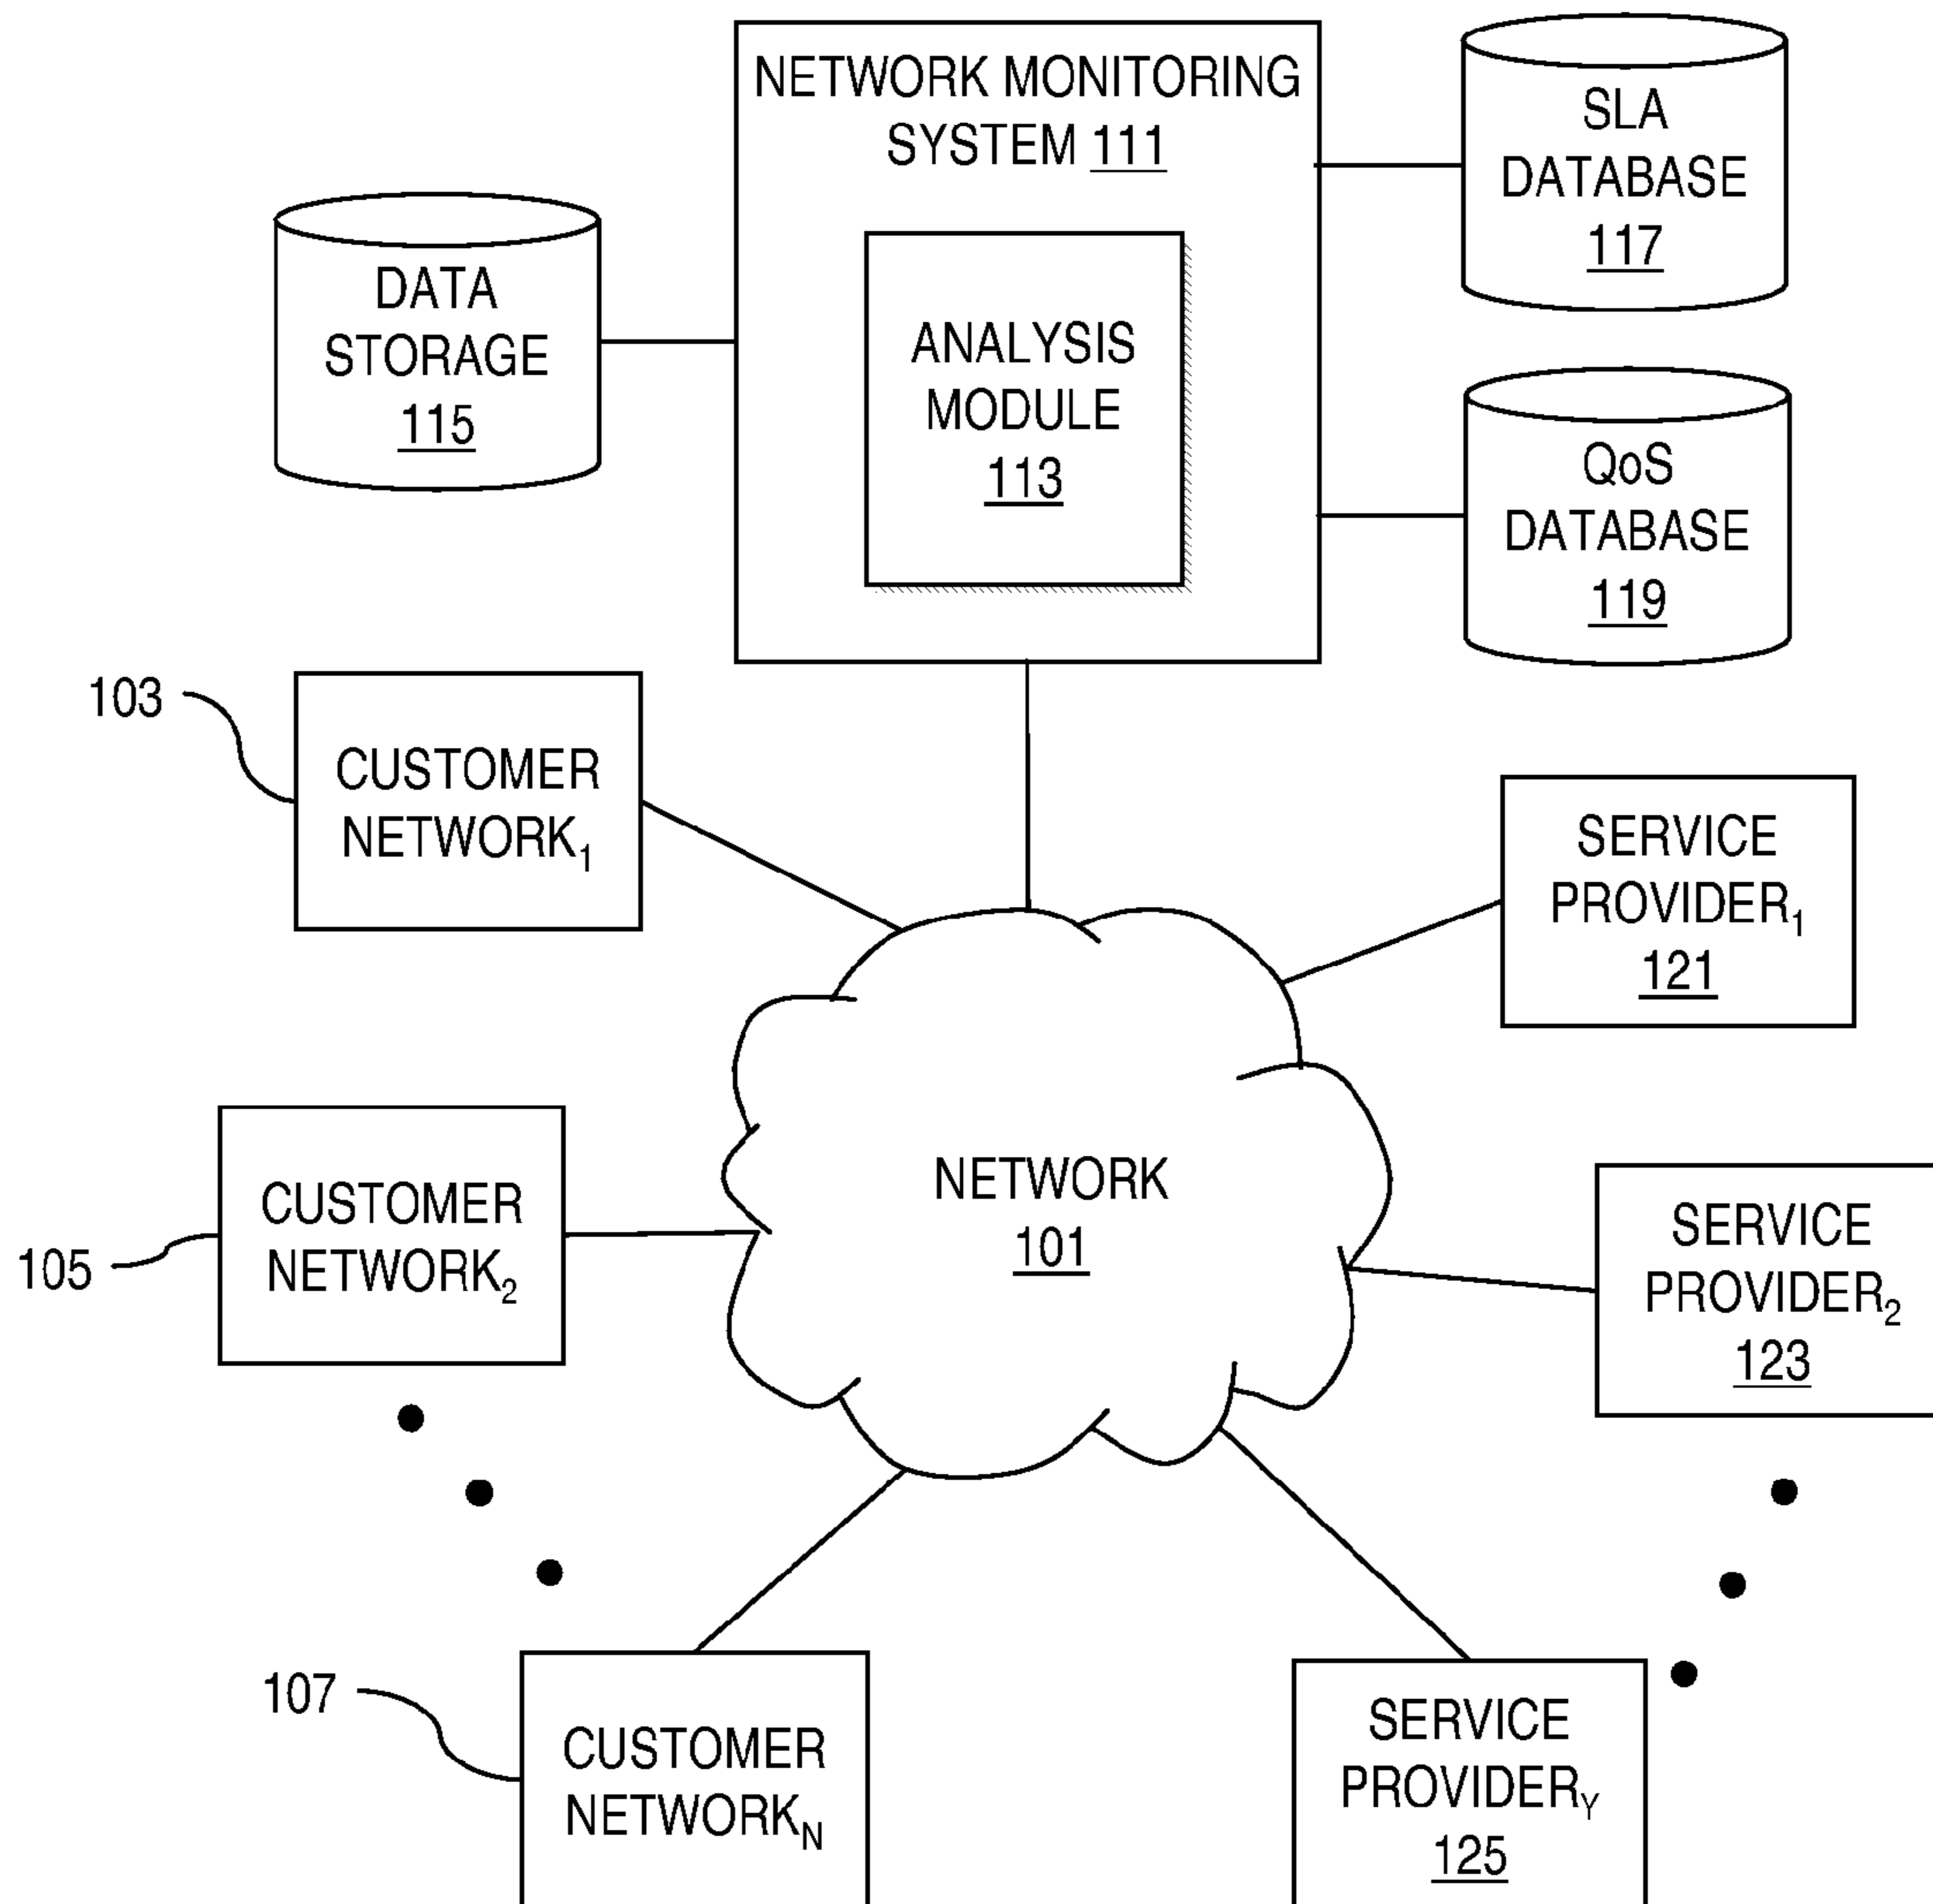 NETWORK MONITORING
SYSTEM 111
SLA
DATABASE
117
DATA
STORAGE
115
ANALYSIS
MODULE
113
QoS
DATABASE
119
103
CUSTOMER
NETWORK1
SERVICE
PROVIDER1
121
105
CUSTOMER
NETWORK2
NETWORK
101
SERVICE
PROVIDER2
123
107
CUSTOMER
NETWORKN
SERVICE
PROVIDERY
125